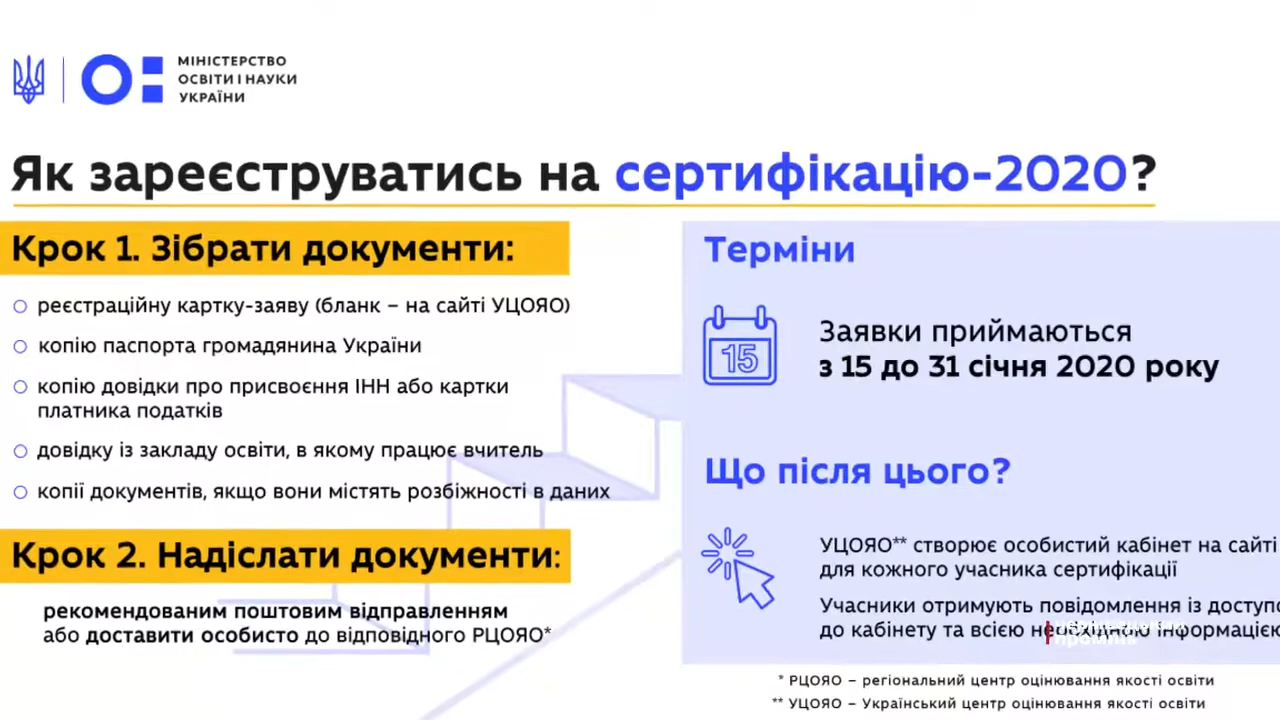 МІНІСТЕРСТВО
ОСВІТИ І НАУКИ
УКРАЇНИ
Як зареєструватись на сертифікацію-2020?
Крок 1. Зібрати документи:
реєстраційну картку-заяву (бланк – на сайті УЦОЯО)
копію паспорта громадянина України
копію довідки про присвоєння ІНН або картки
платника податків
довідку із закладу освіти, в якому працює вчитель
копії документів, якщо вони містять розбіжності в даних
Крок 2. Надіслати документи:
рекомендованим поштовим відправленням
або доставити особисто до відповідного РЦОЯО*
Терміни
15
Заявки приймаються
з 15 до 31 січня 2020 року
Що після цього?
УЦОЯО** створює особистий кабінет на сайті
для кожного учасника сертифікації
Учасники отримують повідомлення із доступо
до кабінету та всією необхідною інформацією
* РЦОЯО – регіональний центр оцінювання якості освіти
** УЦОЯО – Український центр оцінювання якості освіти